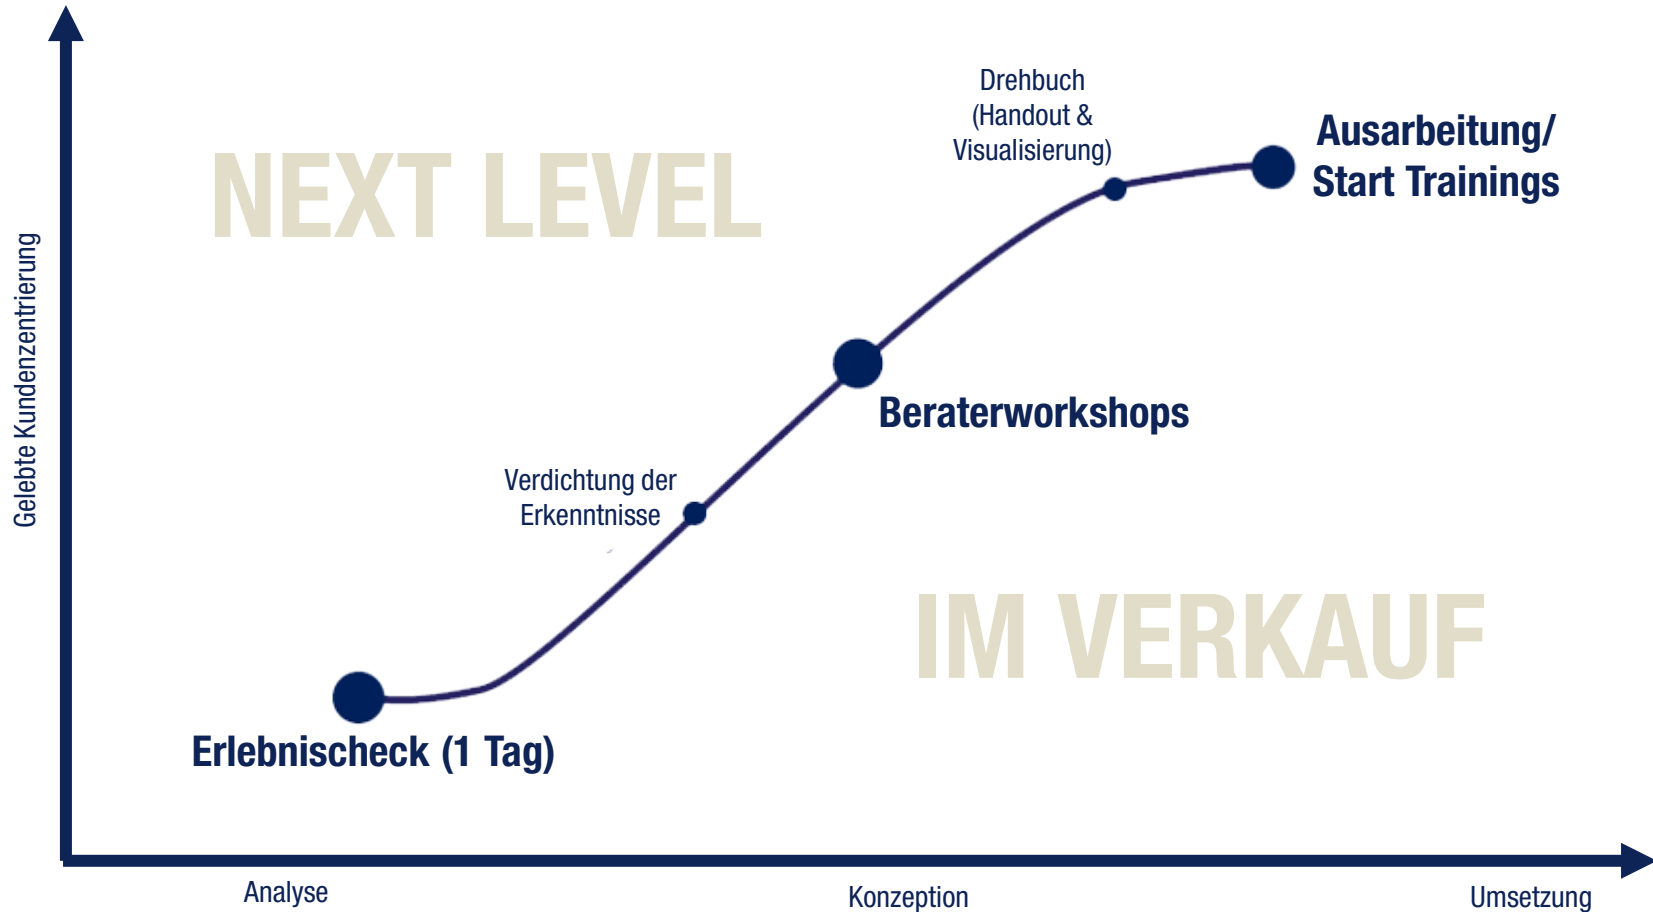 Drehbuch
(Handout &
Visualisierung)
Ausarbeitung/
Start Trainings
NEXT LEVEL
Gelebte Kundenzentrierung
Beraterworkshops
Verdichtung der
Erkenntnisse
IM VERKAUF
Erlebnischeck (1 Tag)
Analyse
Konzeption
Umsetzung